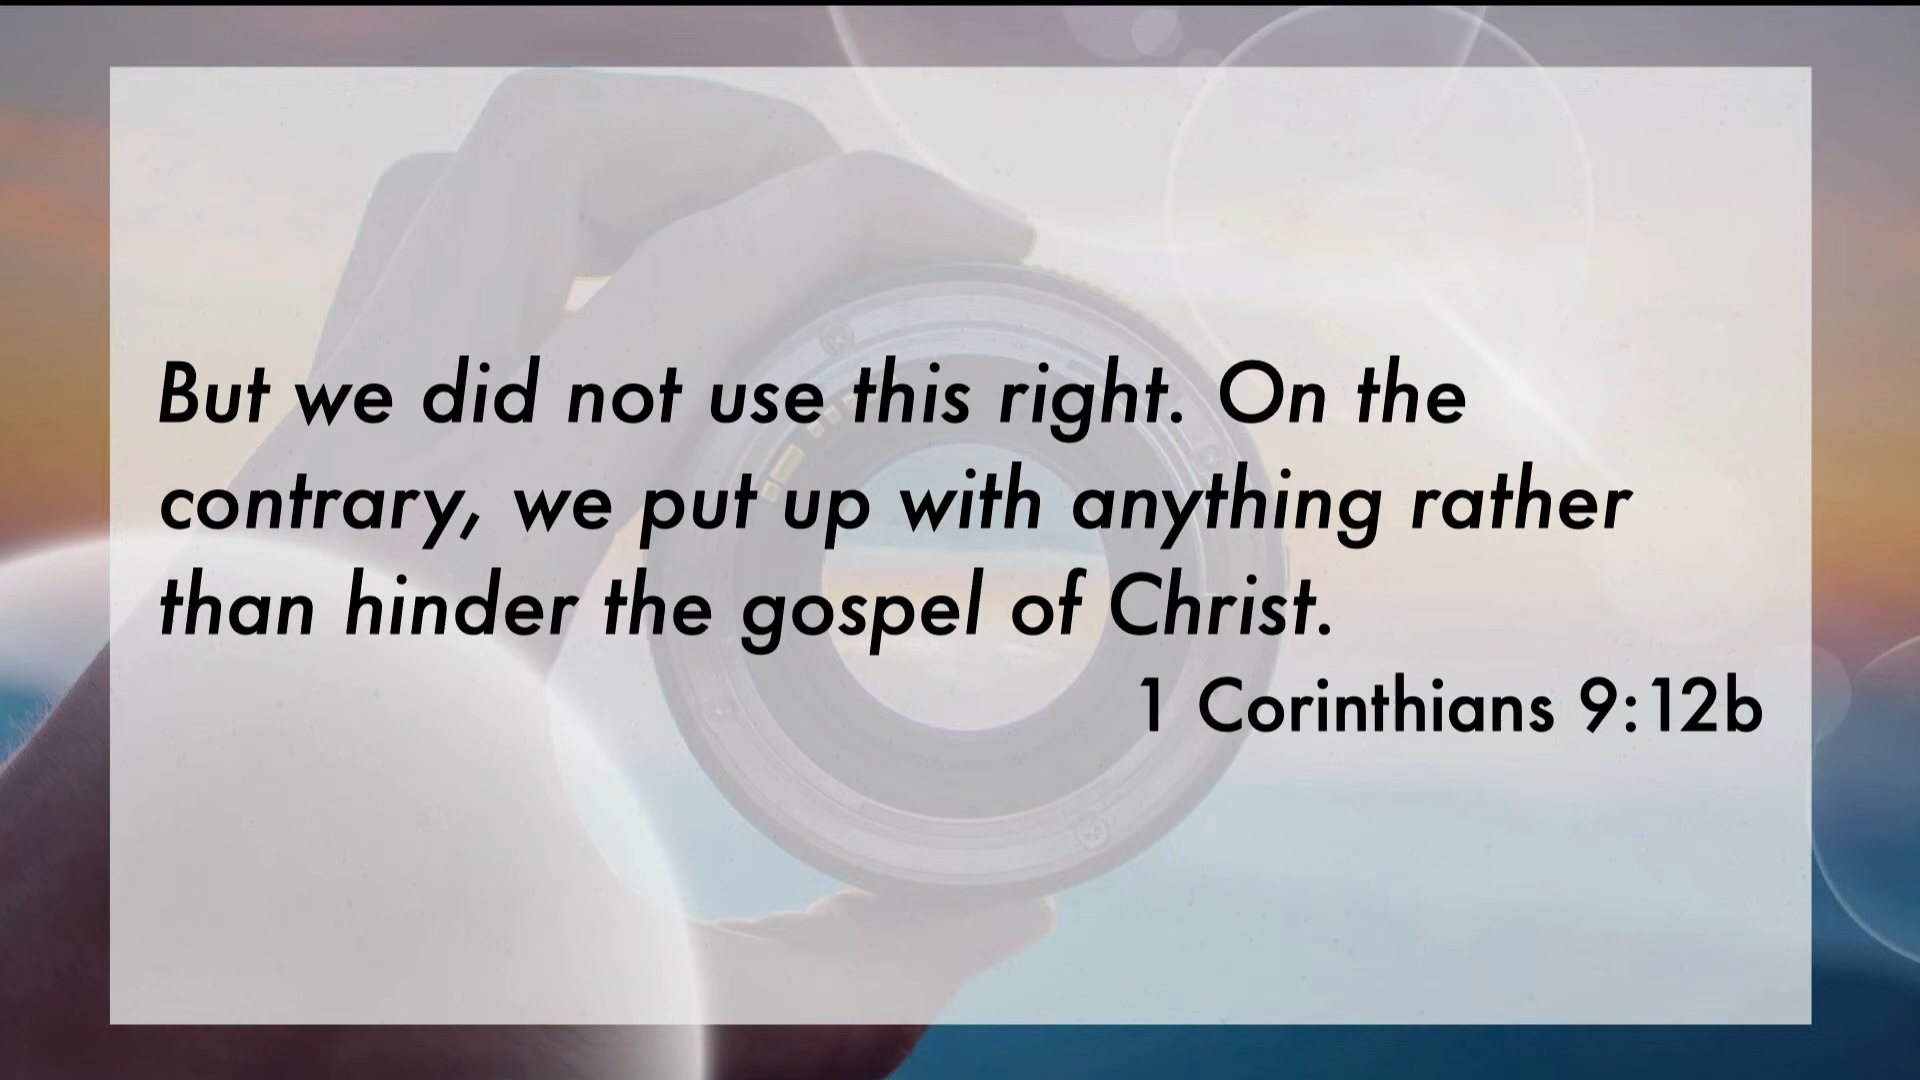 But we did not use this right. On the
contrary, we put up with anything rather
than hinder the gospel of Christ.
1 Corinthians 9:12b